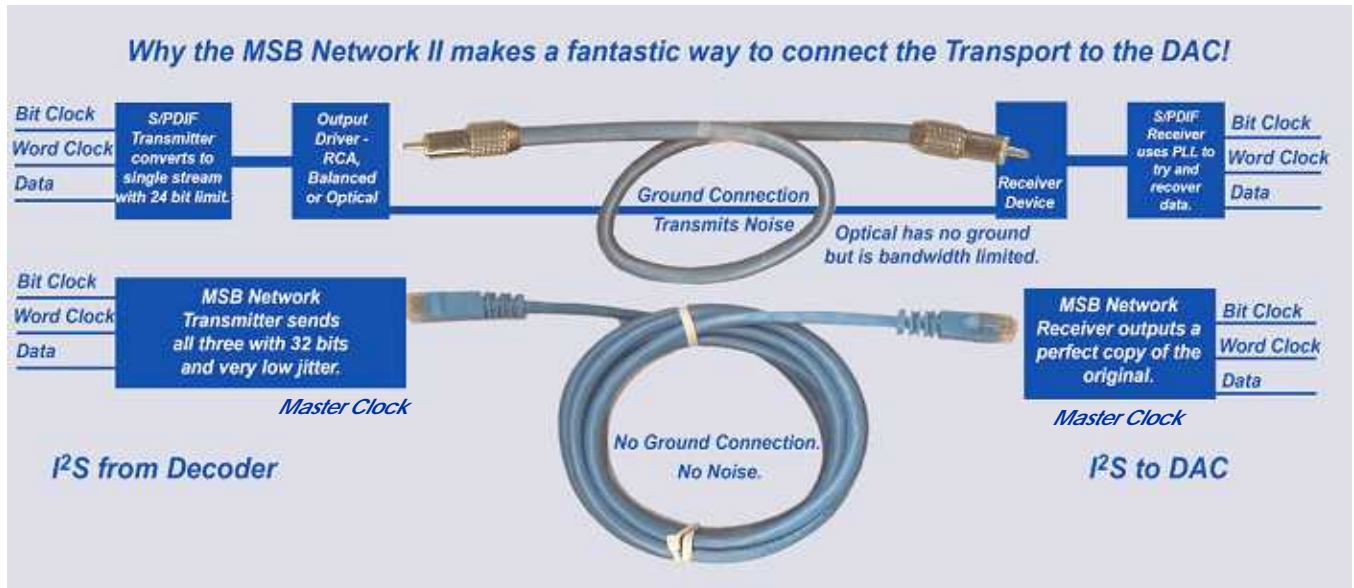 Why the MSB Network II makes a fantastic way to connect the Transport to the DAC!
Bit Clock
Word Clock
Data
S/PDIF
Transmitter
converts to
single stream
with 24 bit limit.
Output
Driver -
RCA,
Balanced
or Optical
Ground Connection
Transmits Noise
Optical has no ground
but is bandwidth limited.
Receiver
Device
S/PDIF
Receiver
uses PLL to
try and
recover
data.
Bit Clock
Word Clock
Data
Bit Clock
Word Clock
Data
MSB Network
Transmitter sends
all three with 32 bits
and very low jitter.
Master Clock
No Ground Connection.
No Noise.
MSB Network
Receiver outputs a
perfect copy of the
original.
Bit Clock
Word Clock
Data
Master Clock
I²S from Decoder
I²S to DAC